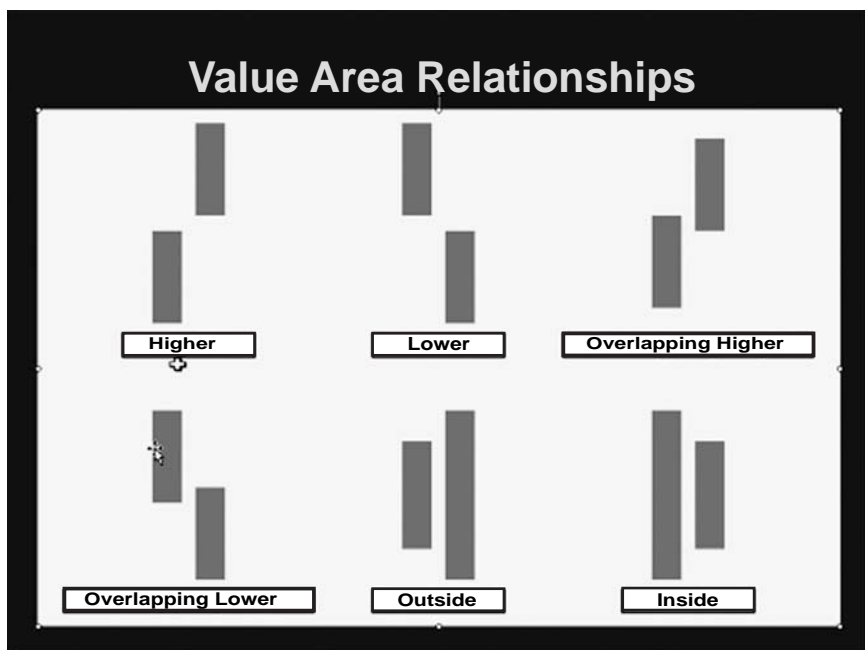 Value Area Relationships
Higher
Lower
Overlapping Higher
Overlapping Lower
Outside
Inside